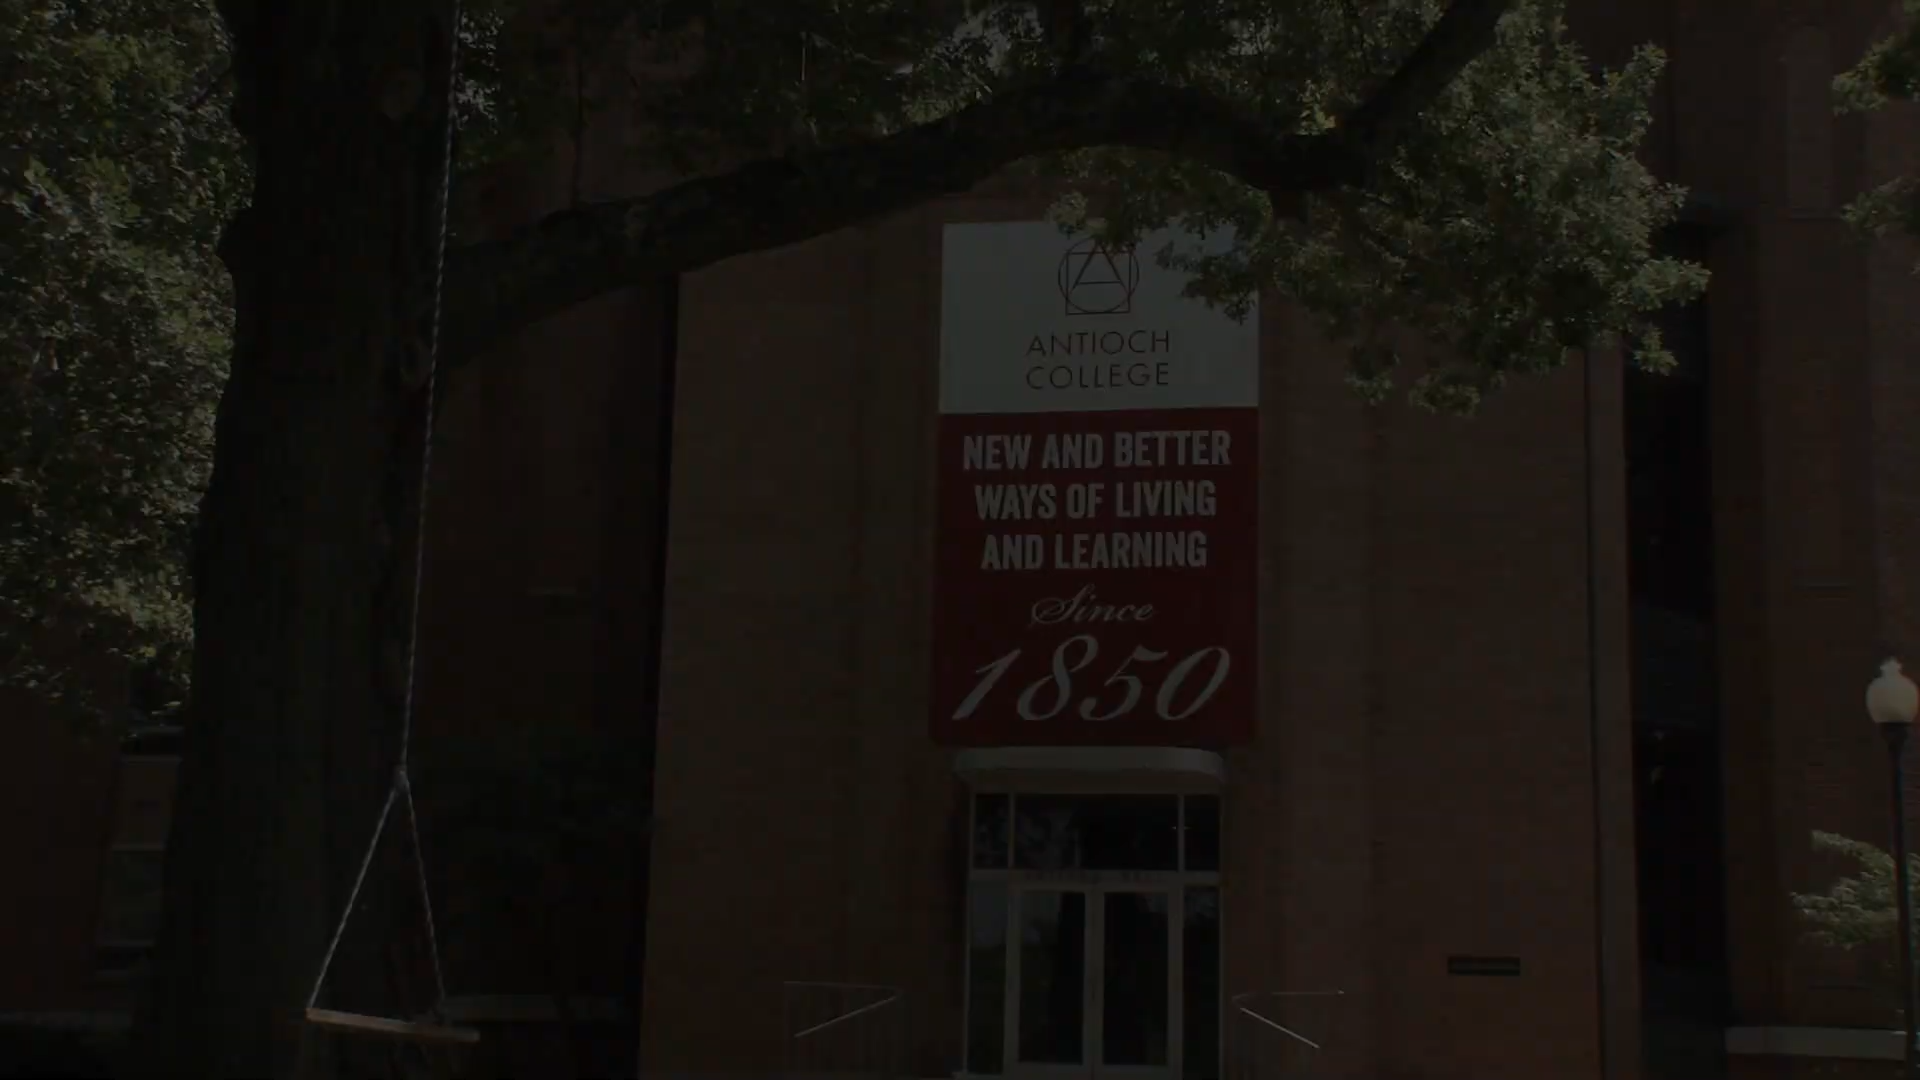 ANTIOCH
COLLEGE
NEW AND BETTER
WAYS OF LIVING
AND LEARNING
Since
1850